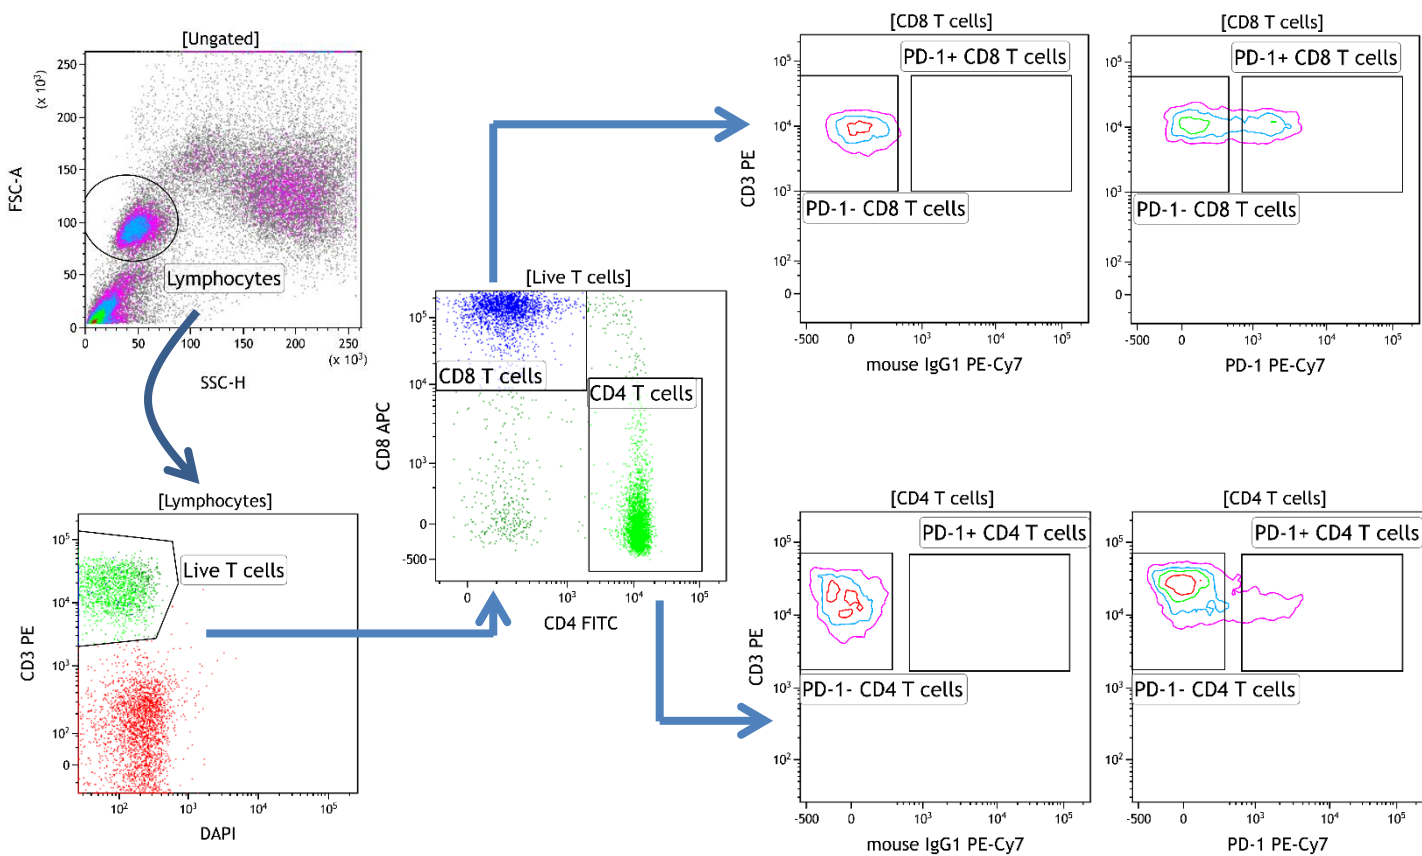 [Ungated]
(x 10³)
FSC-A
250
200
150
100
50
0
Lymphocytes
0
50
100
150
200
250
(x 10³)
SSC-H
[Lymphocytes]
CD3 PE
10⁵
10⁴
10³
10²
0
Live T cells
10²
10³
10⁴
10⁵
DAPI
[Live T cells]
CD8 APC
10⁵
10⁴
10³
0
-500
CD8 T cells
CD4 T cells
0
10³
10⁴
10⁵
CD4 FITC
[CD8 T cells]
PD-1+ CD8 T cells
CD3 PE
10⁵
10⁴
10³
10²
0
PD-1- CD8 T cells
-500
0
10³
10⁴
10⁵
mouse IgG1 PE-Cy7
[CD8 T cells]
PD-1+ CD8 T cells
10⁵
10⁴
10³
10²
0
PD-1- CD8 T cells
-500
0
10³
10⁴
10⁵
PD-1 PE-Cy7
[CD4 T cells]
PD-1+ CD4 T cells
CD3 PE
10⁵
10⁴
10³
10²
PD-1- CD4 T cells
-500
0
10³
10⁴
10⁵
mouse IgG1 PE-Cy7
[CD4 T cells]
PD-1+ CD4 T cells
10⁵
10⁴
10³
10²
PD-1- CD4 T cells
-500
0
10³
10⁴
10⁵
PD-1 PE-Cy7